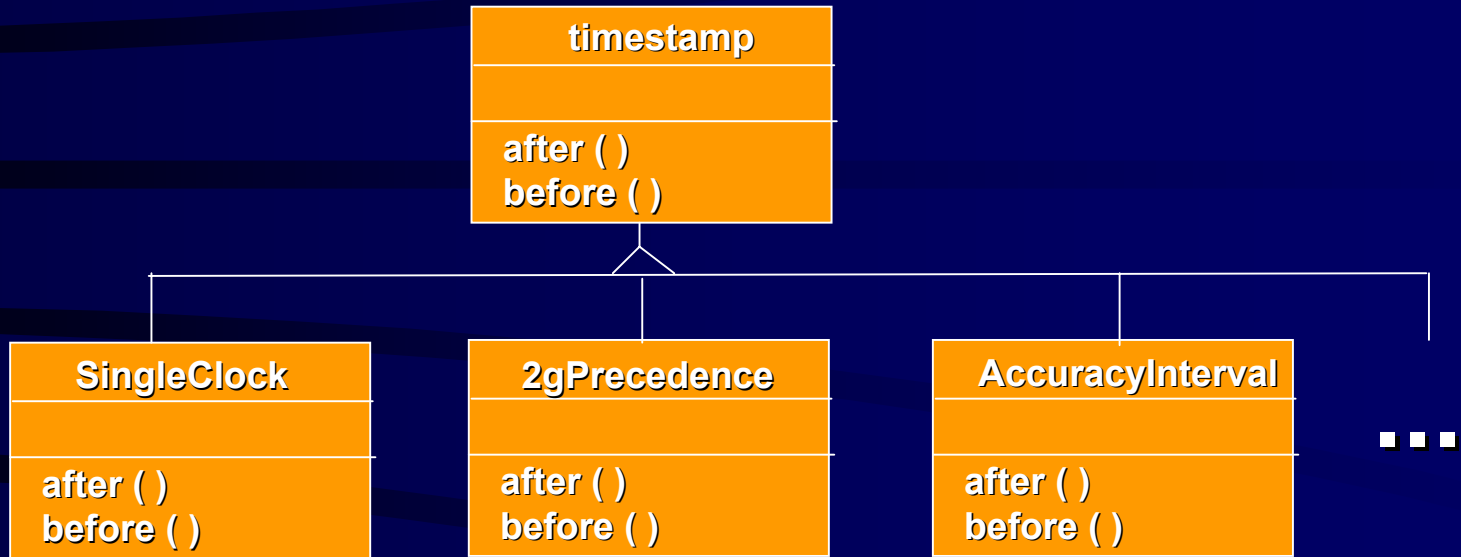 timestamp
after ( )
before ( )
SingleClock
after ( )
before ( )
2gPrecedence
after ( )
before ( )
AccuracyInterval
after ( )
before ( )
...